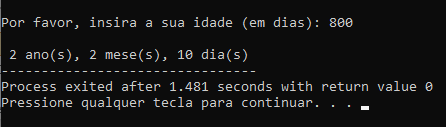 Por favor, insira a sua idade (em dias): 800
2 ano(s), 2 mese(s), 10 dia(s)
--------------------------------
Process exited after 1.481 seconds with return value 0
Pressione qualquer tecla para continuar. . .